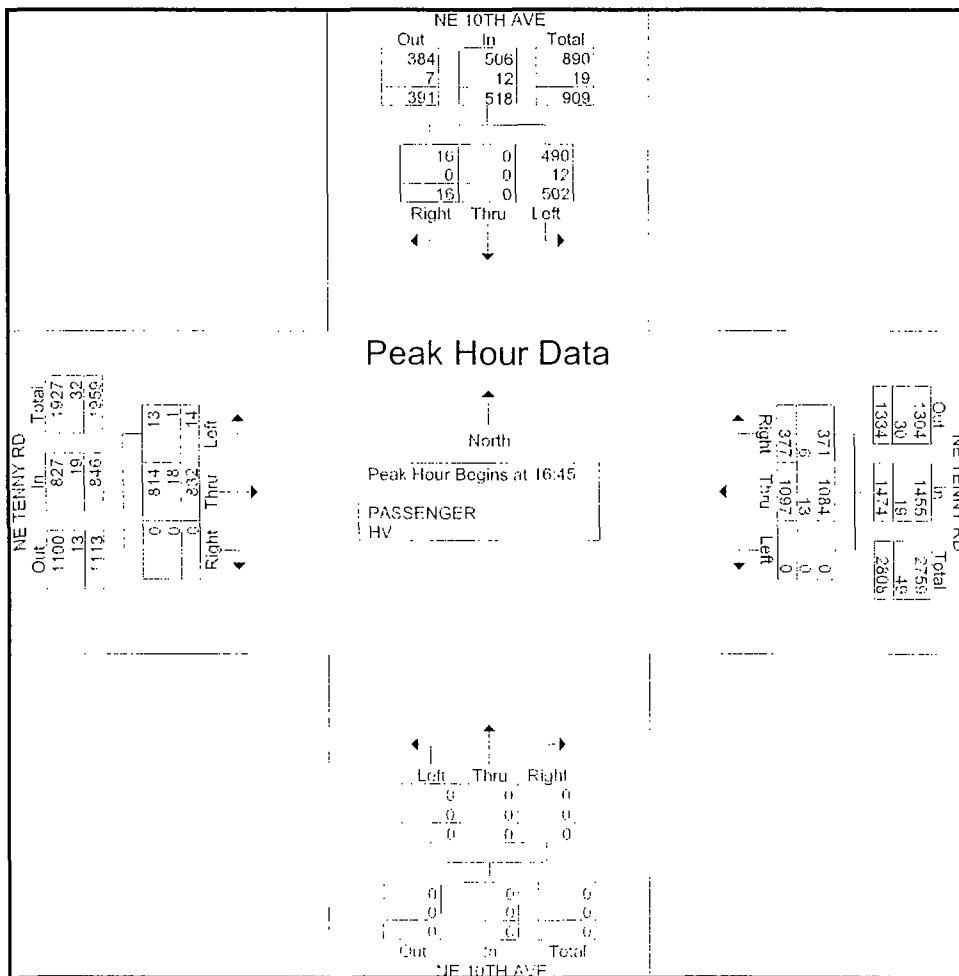 NE 10TH AVE
Out In Total
384 506 890
7 12 19
391 518 909
16 0 490
0 0 12
16 0 502
Right Thru Left
NE TENNY RD
Out In Total
1100 827 1927
13 19 32
1113 846 1959
0 814 13
0 18 1
0 832 14
Right Thru Left
Peak Hour Data
North
Peak Hour Begins at 16:45
PASSENGER
HV
NE TENNY RD
Out In Total
1304 1455 2759
30 19 49
1334 1474 2808
371 1084 0
6 13 0
377 1097 0
Right Thru Left
Left Thru Right
0 0 0
0 0 0
0 0 0
0 0 0
0 0 0
0 0 0
Out In Total
NE 10TH AVE